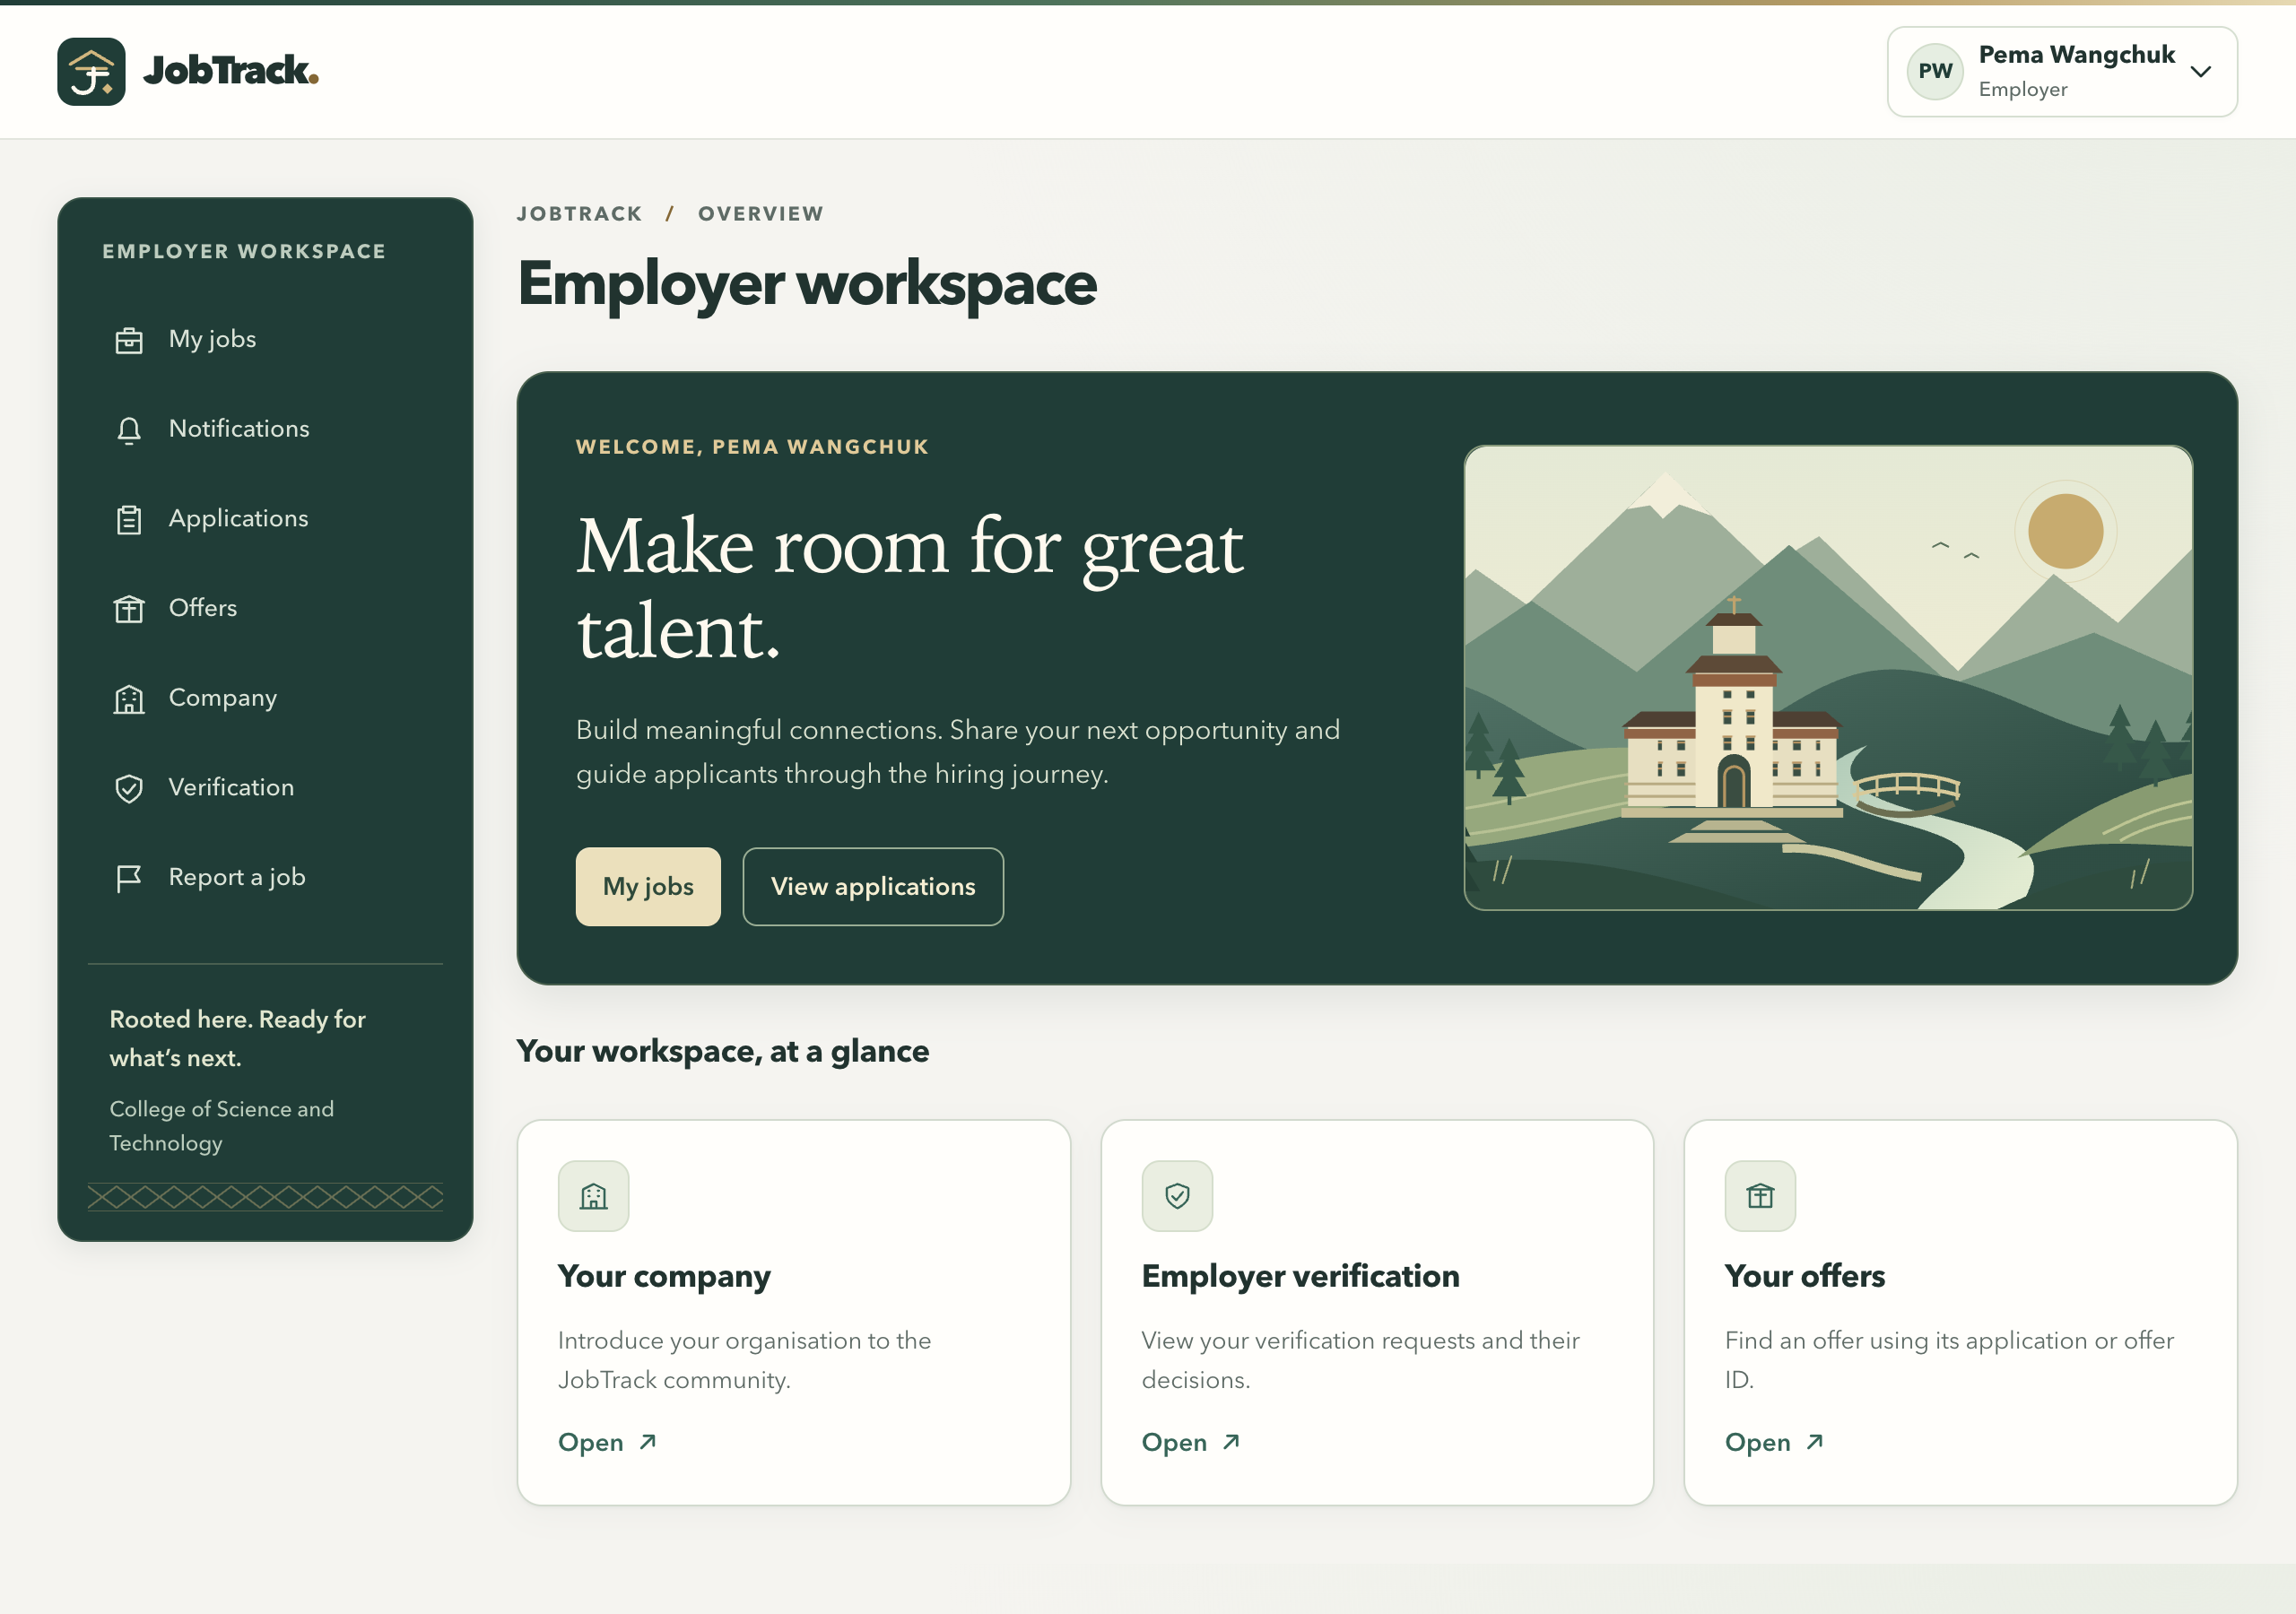 JobTrack.
PW
Pema Wangchuk
Employer
EMPLOYER WORKSPACE
My jobs
Notifications
Applications
Offers
Company
Verification
Report a job
Rooted here. Ready for
what’s next.
College of Science and
Technology
JOBTRACK / OVERVIEW
Employer workspace
WELCOME, PEMA WANGCHUK
Make room for great
talent.
Build meaningful connections. Share your next opportunity and
guide applicants through the hiring journey.
My jobs
View applications
Your workspace, at a glance
Your company
Introduce your organisation to the
JobTrack community.
Open
Employer verification
View your verification requests and their
decisions.
Open
Your offers
Find an offer using its application or offer
ID.
Open